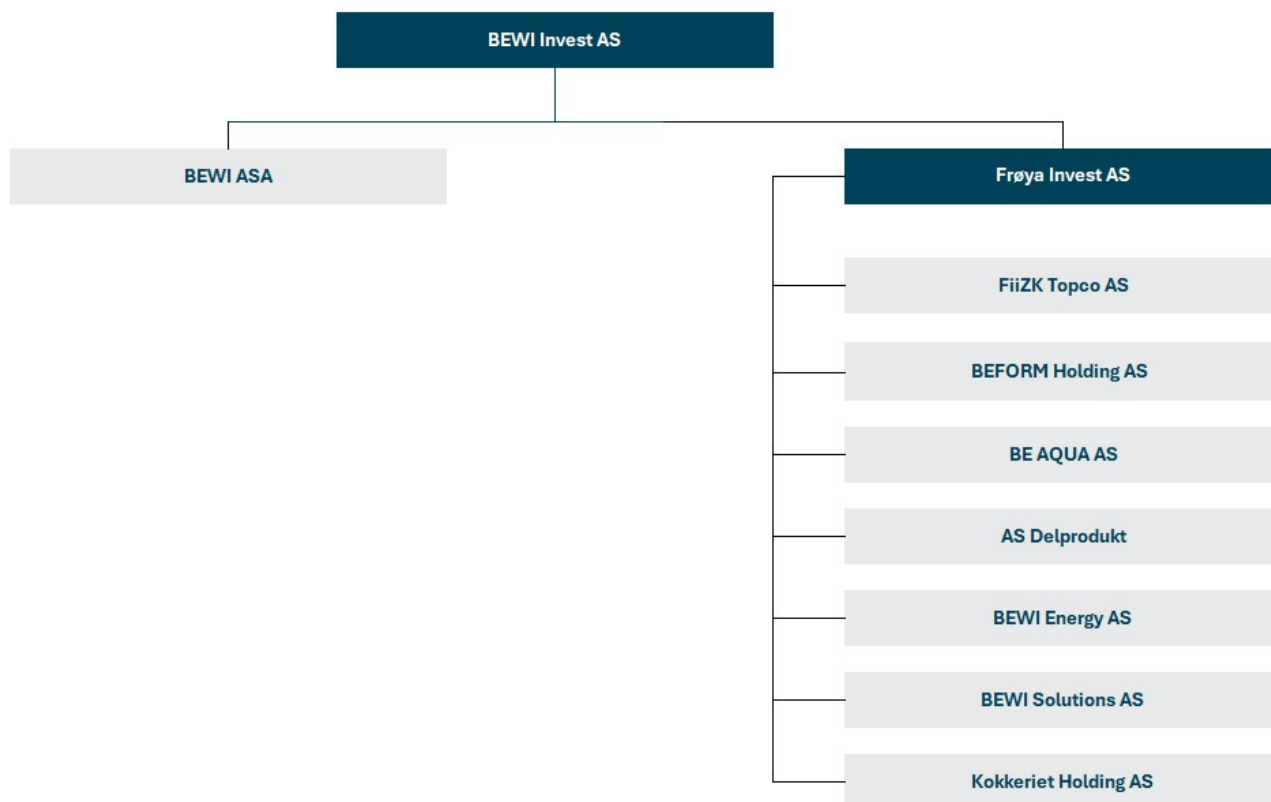 BEWI Invest AS
BEWI ASA
Frøya Invest AS
FiiZK Topco AS
BEFORM Holding AS
BE AQUA AS
AS Delprodukt
BEWI Energy AS
BEWI Solutions AS
Kokkeriet Holding AS